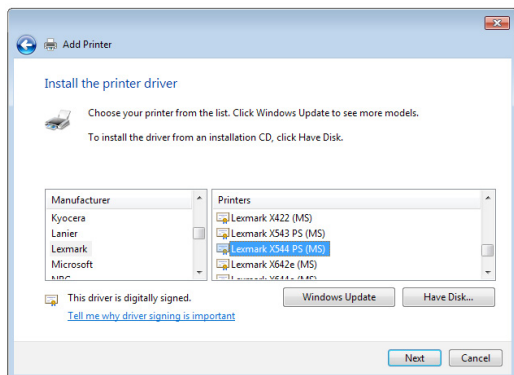 Add Printer
Install the printer driver
Choose your printer from the list. Click Windows Update to see more models.
To install the driver from an installation CD, click Have Disk.
Manufacturer
Kyocera
Lanier
Lexmark
Microsoft
Printers
Lexmark X422 (MS)
Lexmark X543 PS (MS)
Lexmark X544 PS (MS)
Lexmark X642e (MS)
This driver is digitally signed.
Tell me why driver signing is important
Windows Update
Have Disk...
Next
Cancel